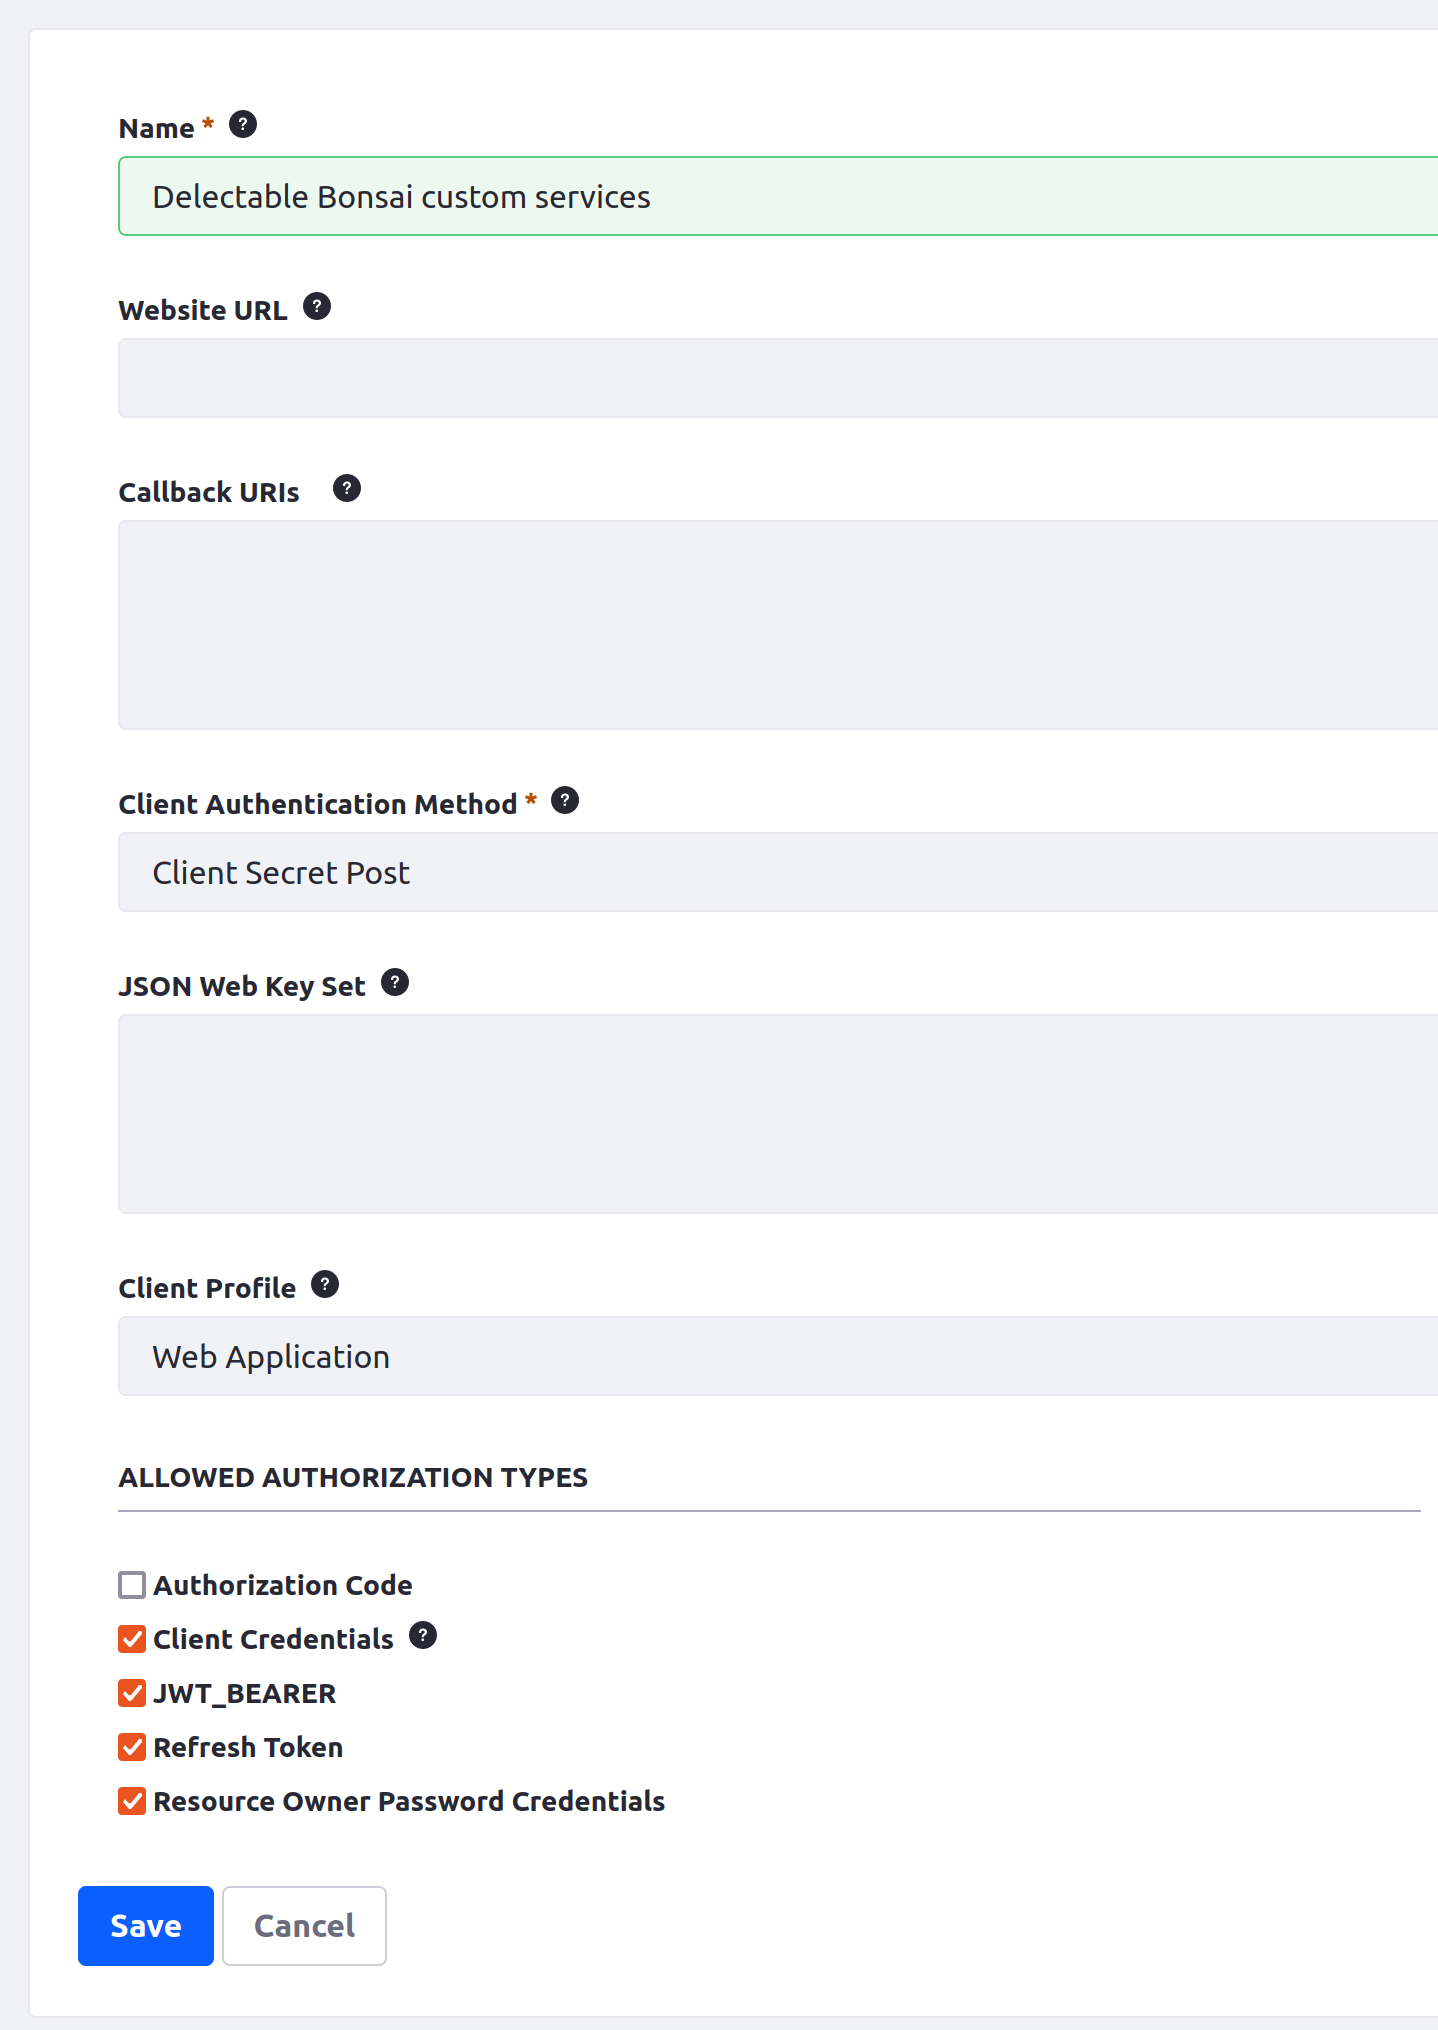 Name * ?
Delectable Bonsai custom services
Website URL ?
Callback URIs ?
Client Authentication Method * ?
Client Secret Post
JSON Web Key Set ?
Client Profile ?
Web Application
ALLOWED AUTHORIZATION TYPES
Authorization Code
Client Credentials ?
JWT_BEARER
Refresh Token
Resource Owner Password Credentials
Save Cancel